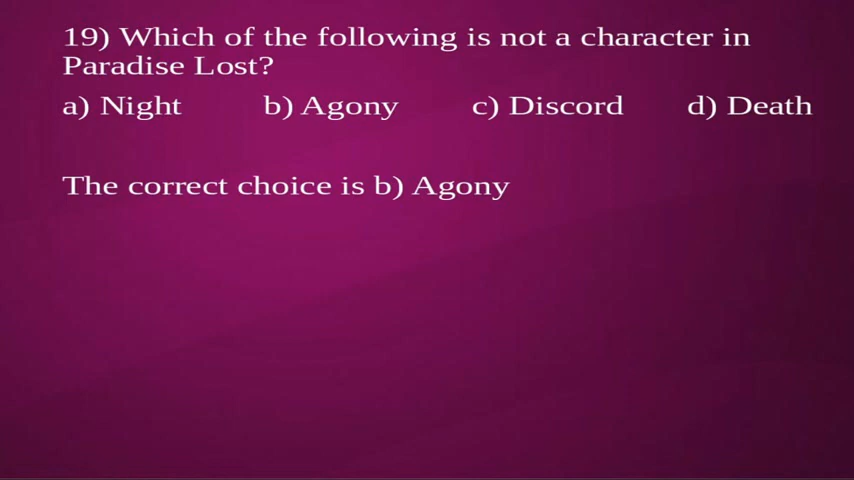 19) Which of the following is not a character in
Paradise Lost?
a) Night b) Agony c) Discord d) Death
The correct choice is b) Agony